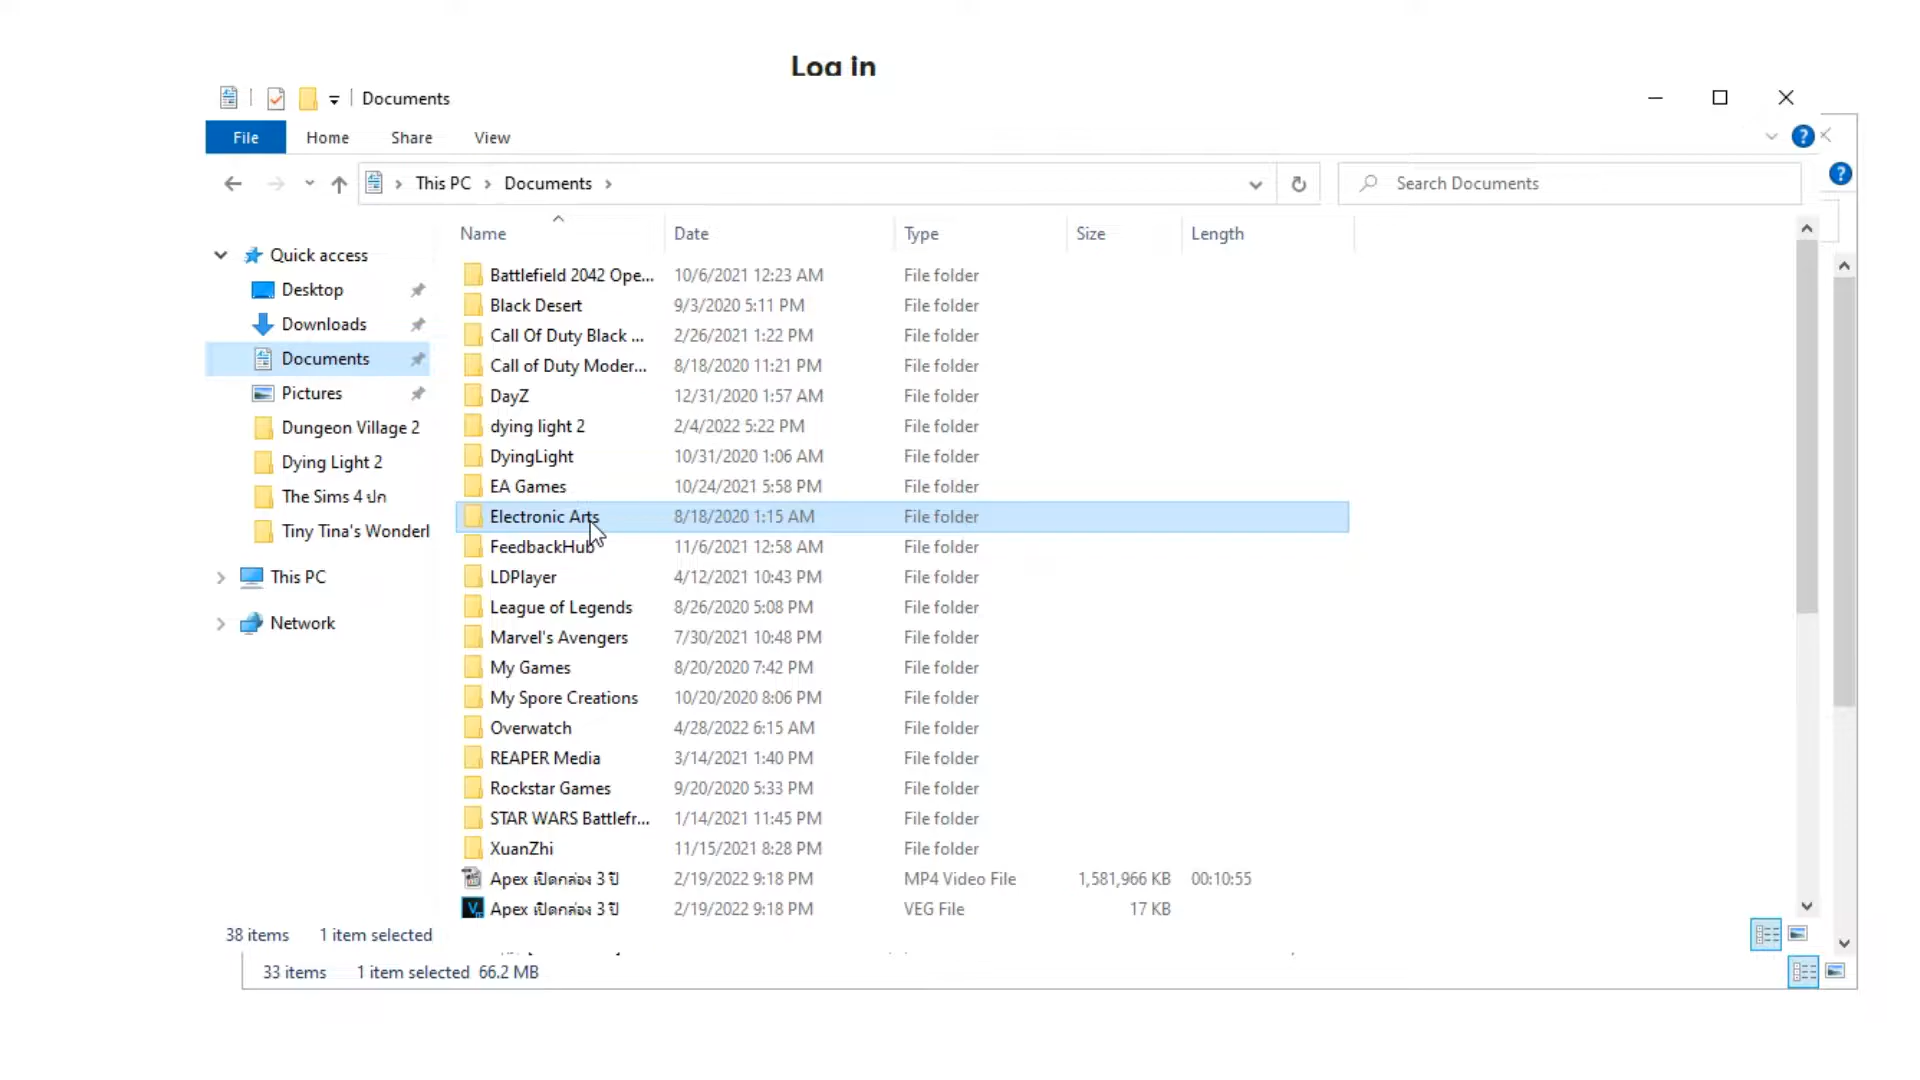 Log in
Documents
File Home Share View
This PC Documents
Search Documents
Name Date Type Size Length
Quick access
Desktop
Downloads
Documents
Pictures
Dungeon Village 2
Dying Light 2
The Sims 4 ปก
Tiny Tina's Wonderl
This PC
Network
Battlefield 2042 Ope... 10/6/2021 12:23 AM File folder
Black Desert 9/3/2020 5:11 PM File folder
Call Of Duty Black ... 2/26/2021 1:22 PM File folder
Call of Duty Moder... 8/18/2020 11:21 PM File folder
DayZ 12/31/2020 1:57 AM File folder
dying light 2 2/4/2022 5:22 PM File folder
DyingLight 10/31/2020 1:06 AM File folder
EA Games 10/24/2021 5:58 PM File folder
Electronic Arts 8/18/2020 1:15 AM File folder
FeedbackHub 11/6/2021 12:58 AM File folder
LDPlayer 4/12/2021 10:43 PM File folder
League of Legends 8/26/2020 5:08 PM File folder
Marvel's Avengers 7/30/2021 10:48 PM File folder
My Games 8/20/2020 7:42 PM File folder
My Spore Creations 10/20/2020 8:06 PM File folder
Overwatch 4/28/2022 6:15 AM File folder
REAPER Media 3/14/2021 1:40 PM File folder
Rockstar Games 9/20/2020 5:33 PM File folder
STAR WARS Battlefr... 1/14/2021 11:45 PM File folder
XuanZhi 11/15/2021 8:28 PM File folder
Apex เปิดกล่อง 3 ปี 2/19/2022 9:18 PM MP4 Video File 1,581,966 KB 00:10:55
Apex เปิดกล่อง 3 ปี 2/19/2022 9:18 PM VEG File 17 KB
38 items 1 item selected
33 items 1 item selected 66.2 MB